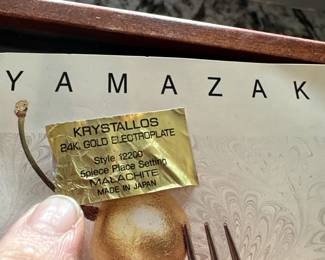 YAMAZAK
KRYSTALLOS
24K. GOLD ELECTROPLATE
Style 12200
5piece Place Setting
MALACHITE
MADE IN JAPAN